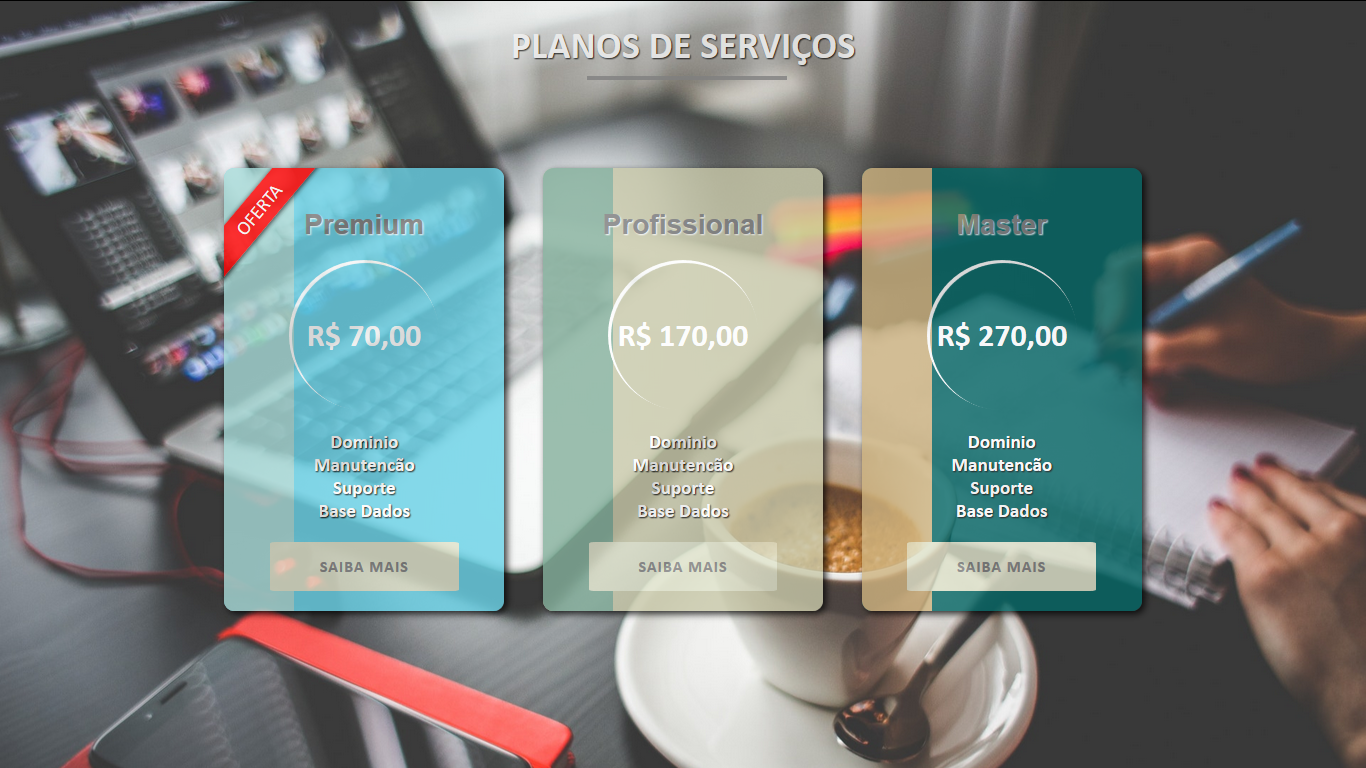 PLANOS DE SERVIÇOS
OFERTA
Premium
R$ 70,00
Dominio
Manutencão
Suporte
Base Dados
SAIBA MAIS
Profissional
R$ 170,00
Dominio
Manutencão
Suporte
Base Dados
SAIBA MAIS
Master
R$ 270,00
Dominio
Manutencão
Suporte
Base Dados
SAIBA MAIS